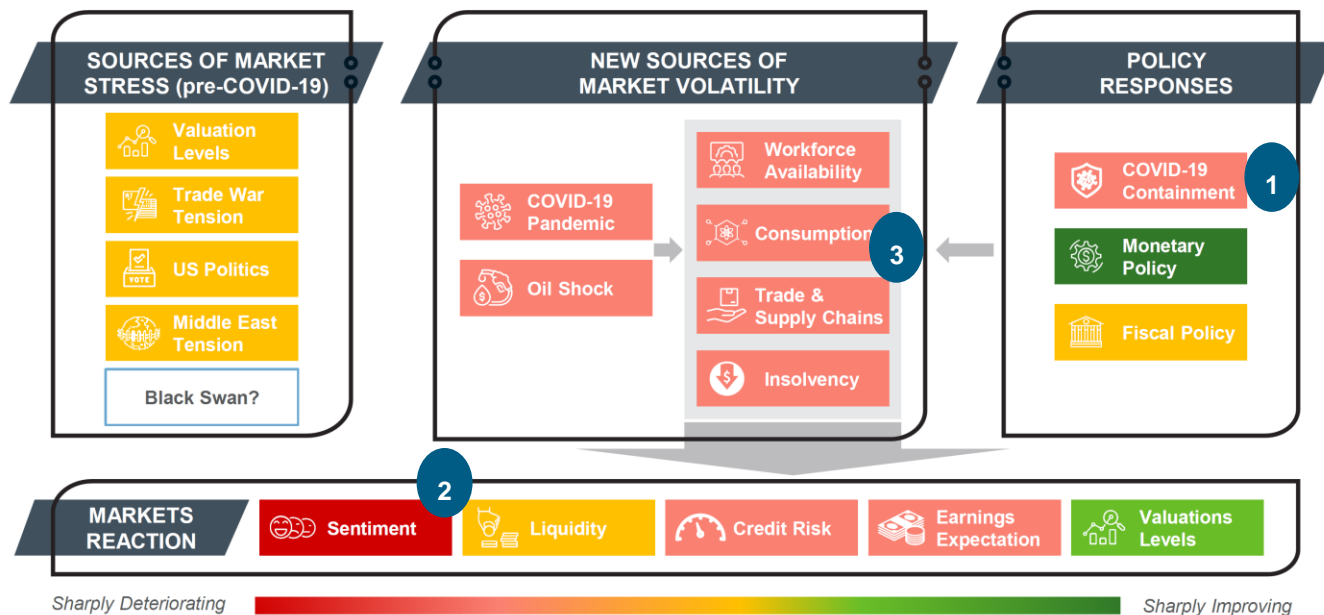 SOURCES OF MARKET
STRESS (pre-COVID-19)
Valuation
Levels
Trade War
Tension
US Politics
VOTE
Middle East
Tension
Black Swan?
NEW SOURCES OF
MARKET VOLATILITY
COVID-19
Pandemic
Oil Shock
Workforce
Availability
Consumption
3
Trade &
Supply Chains
Insolvency
POLICY
RESPONSES
COVID-19
Containment
1
Monetary
Policy
Fiscal Policy
MARKETS
REACTION
Sentiment
2
Liquidity
Credit Risk
Earnings
Expectation
Valuations
Levels
Sharply Deteriorating
Sharply Improving